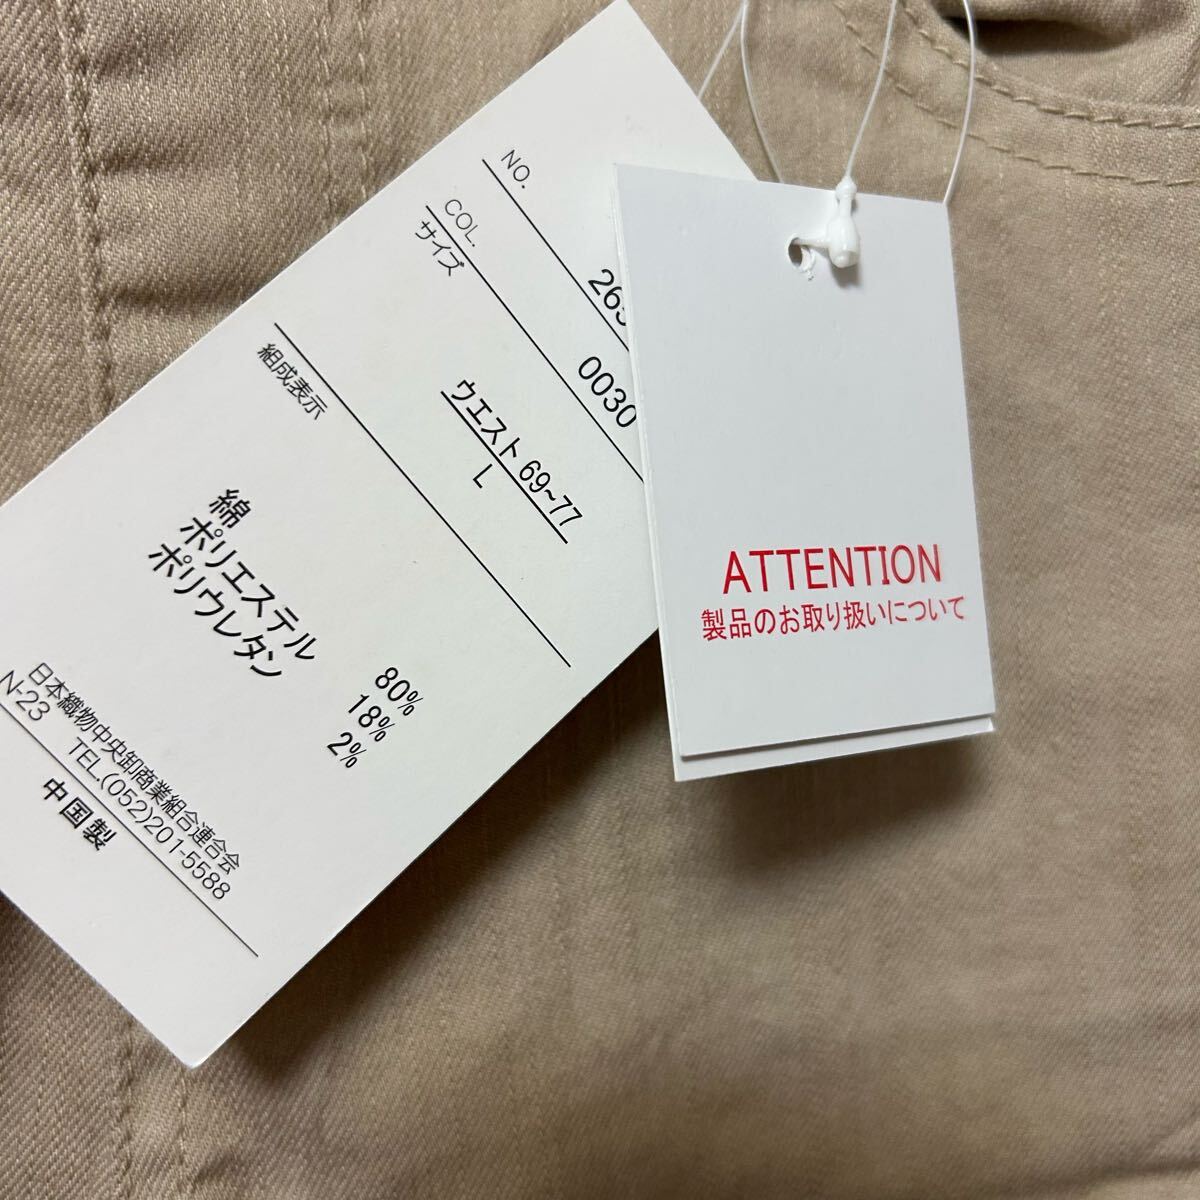 NO.
COL. 0030
サイズ
ウエスト 69~77
L
組成表示
綿 80%
ポリエステル 18%
ポリウレタン 2%
日本織物中央卸商業組合連合会
N-23 TEL(052)201-5588
中国製
ATTENTION
製品のお取り扱いについて